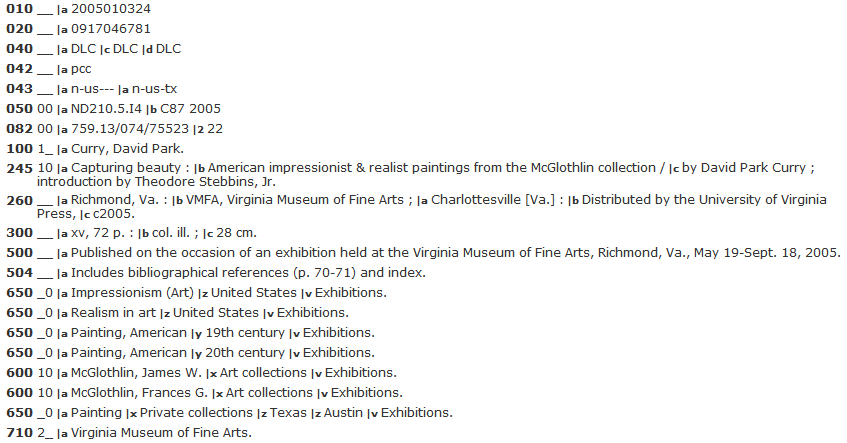 010 __ |a 2005010324
020 __ |a 0917046781
040 __ |a DLC |c DLC |d DLC
042 __ |a pcc
043 __ |a n-us--- |a n-us-tx
050 00 |a ND210.5.I4 |b C87 2005
082 00 |a 759.13/074/75523 |2 22
100 1_ |a Curry, David Park.
245 10 |a Capturing beauty : |b American impressionist & realist paintings from the McGlothlin collection / |c by David Park Curry ;
introduction by Theodore Stebbins, Jr.
260 __ |a Richmond, Va. : |b VMFA, Virginia Museum of Fine Arts ; |a Charlottesville [Va.] : |b Distributed by the University of Virginia
Press, |c c2005.
300 __ |a xv, 72 p. : |b col. ill. ; |c 28 cm.
500 __ |a Published on the occasion of an exhibition held at the Virginia Museum of Fine Arts, Richmond, Va., May 19-Sept. 18, 2005.
504 __ |a Includes bibliographical references (p. 70-71) and index.
650 _0 |a Impressionism (Art) |z United States |v Exhibitions.
650 _0 |a Realism in art |z United States |v Exhibitions.
650 _0 |a Painting, American |y 19th century |v Exhibitions.
650 _0 |a Painting, American |y 20th century |v Exhibitions.
600 10 |a McGlothlin, James W. |x Art collections |v Exhibitions.
600 10 |a McGlothlin, Frances G. |x Art collections |v Exhibitions.
650 _0 |a Painting |x Private collections |z Texas |z Austin |v Exhibitions.
710 2_ |a Virginia Museum of Fine Arts.